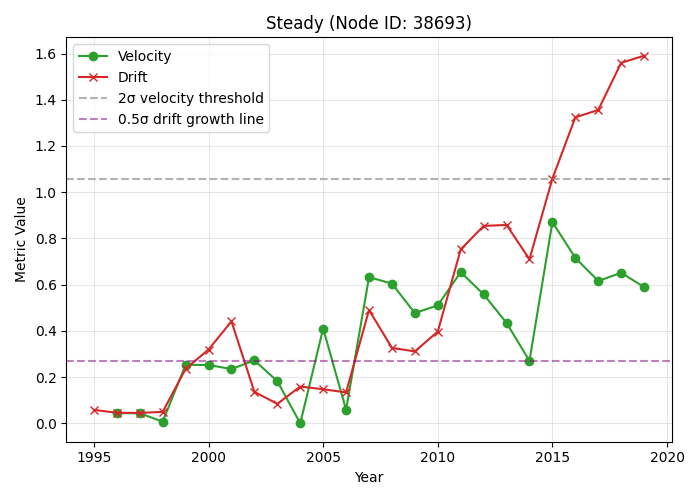 Steady (Node ID: 38693)
Velocity
Drift
2σ velocity threshold
0.5σ drift growth line
Metric Value
1.6
1.4
1.2
1.0
0.8
0.6
0.4
0.2
0.0
1995 2000 2005 2010 2015 2020
Year